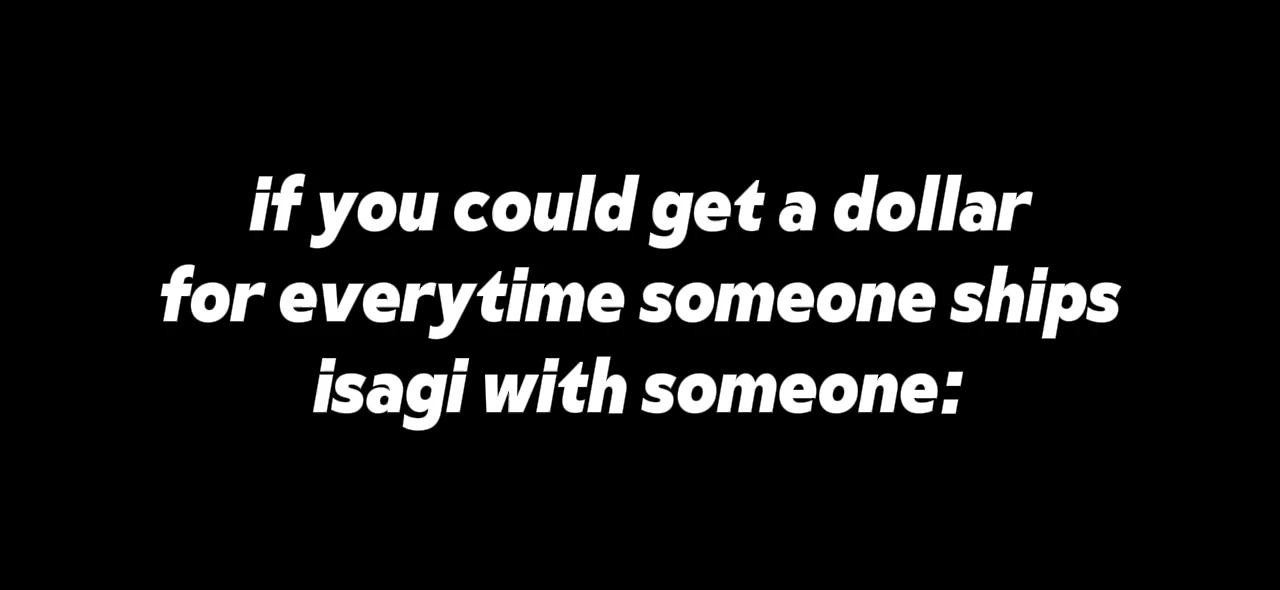 if you could get a dollar
for everytime someone ships
isagi with someone: